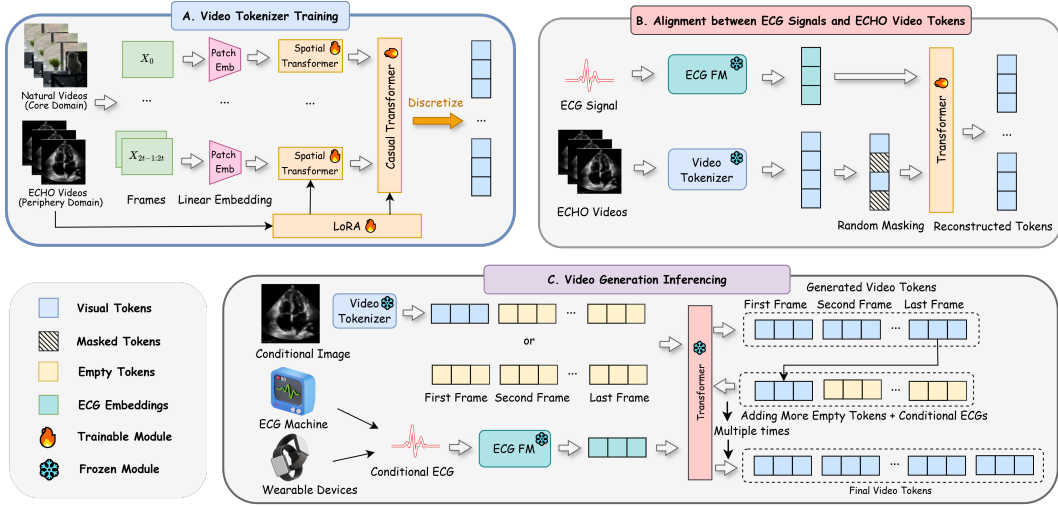 A. Video Tokenizer Training
Natural Videos
(Core Domain)
X₀
Patch
Emb
Spatial
Transformer
...
...
...
Casual Transformer
Discretize
...
ECHO Videos
(Periphery Domain)
X₂ₜ₋₁:₂ₜ
Patch
Emb
Spatial
Transformer
Frames
Linear Embedding
LoRA
B. Alignment between ECG Signals and ECHO Video Tokens
ECG Signal
ECG FM
Transformer
...
ECHO Videos
Video
Tokenizer
Random Masking
Reconstructed Tokens
Visual Tokens
Masked Tokens
Empty Tokens
ECG Embeddings
Trainable Module
Frozen Module
C. Video Generation Inferencing
Conditional Image
Video
Tokenizer
...
or
...
First Frame
Second Frame
Last Frame
ECG Machine
Wearable Devices
Conditional ECG
ECG FM
Transformer
Generated Video Tokens
First Frame
Second Frame
Last Frame
...
...
Adding More Empty Tokens + Conditional ECGs
Multiple times
...
Final Video Tokens